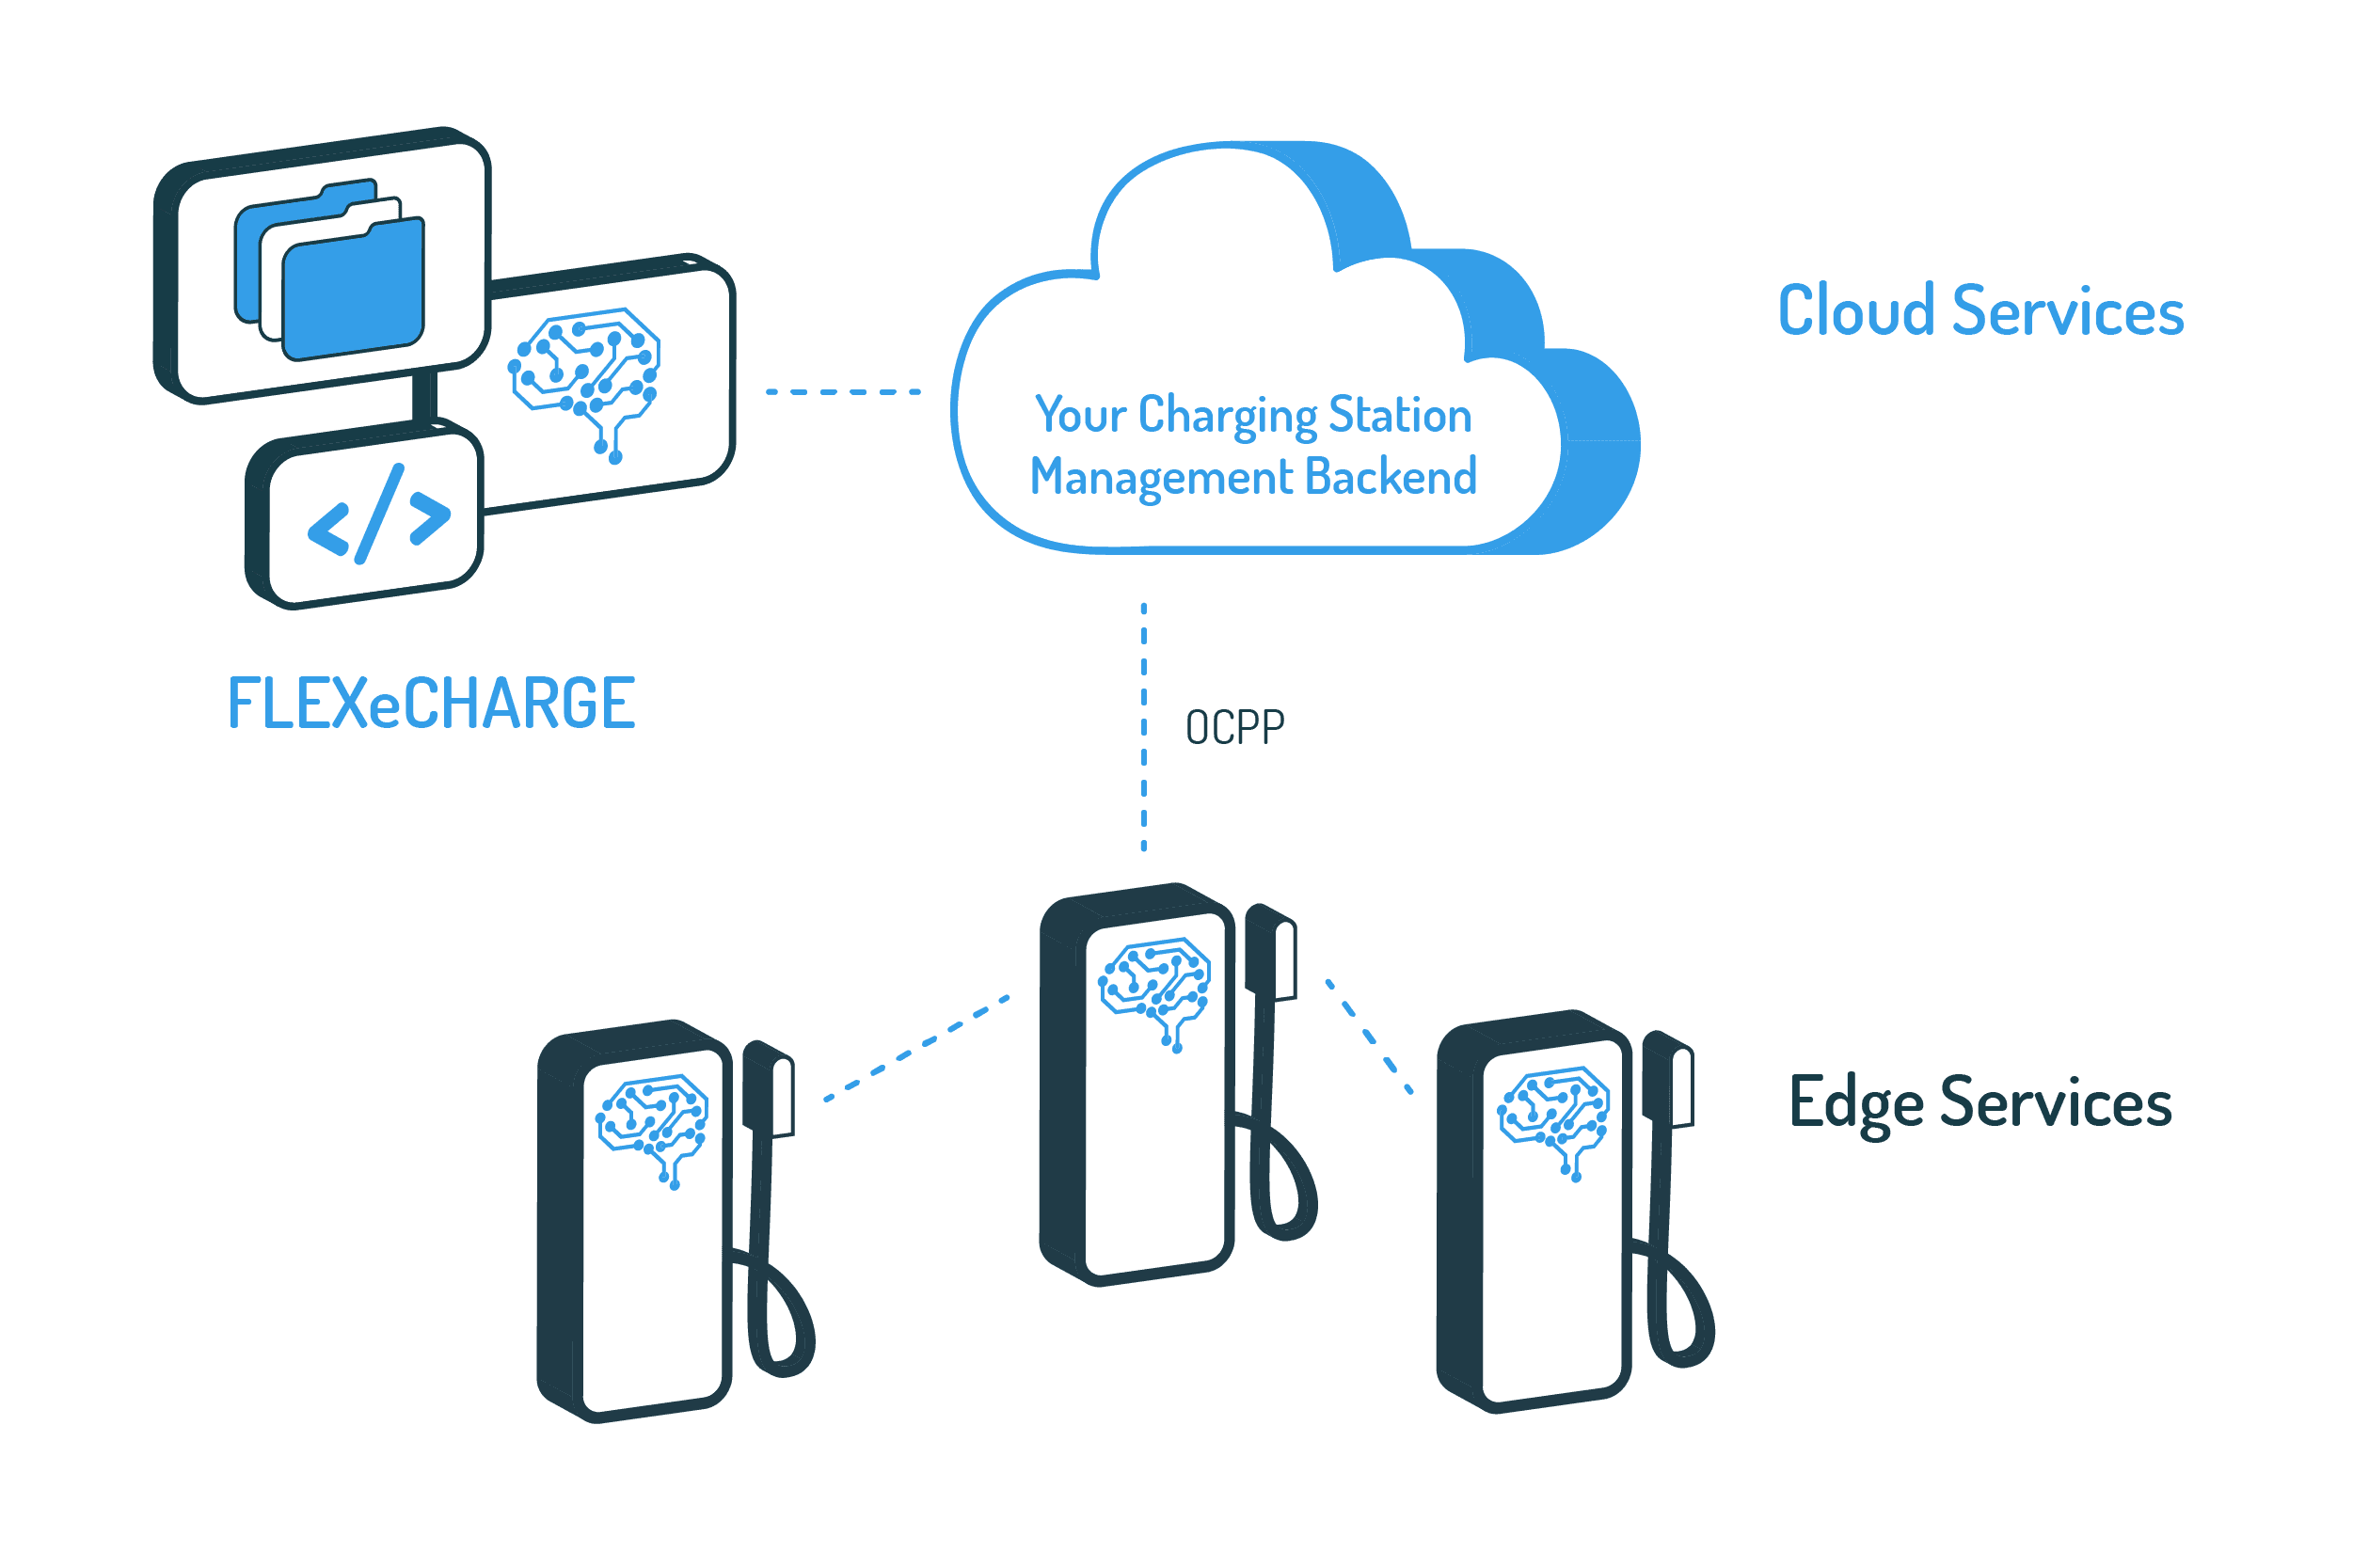 Cloud Services
Your Charging Station
Management Backend
FLEXeCHARGE
OCPP
Edge Services